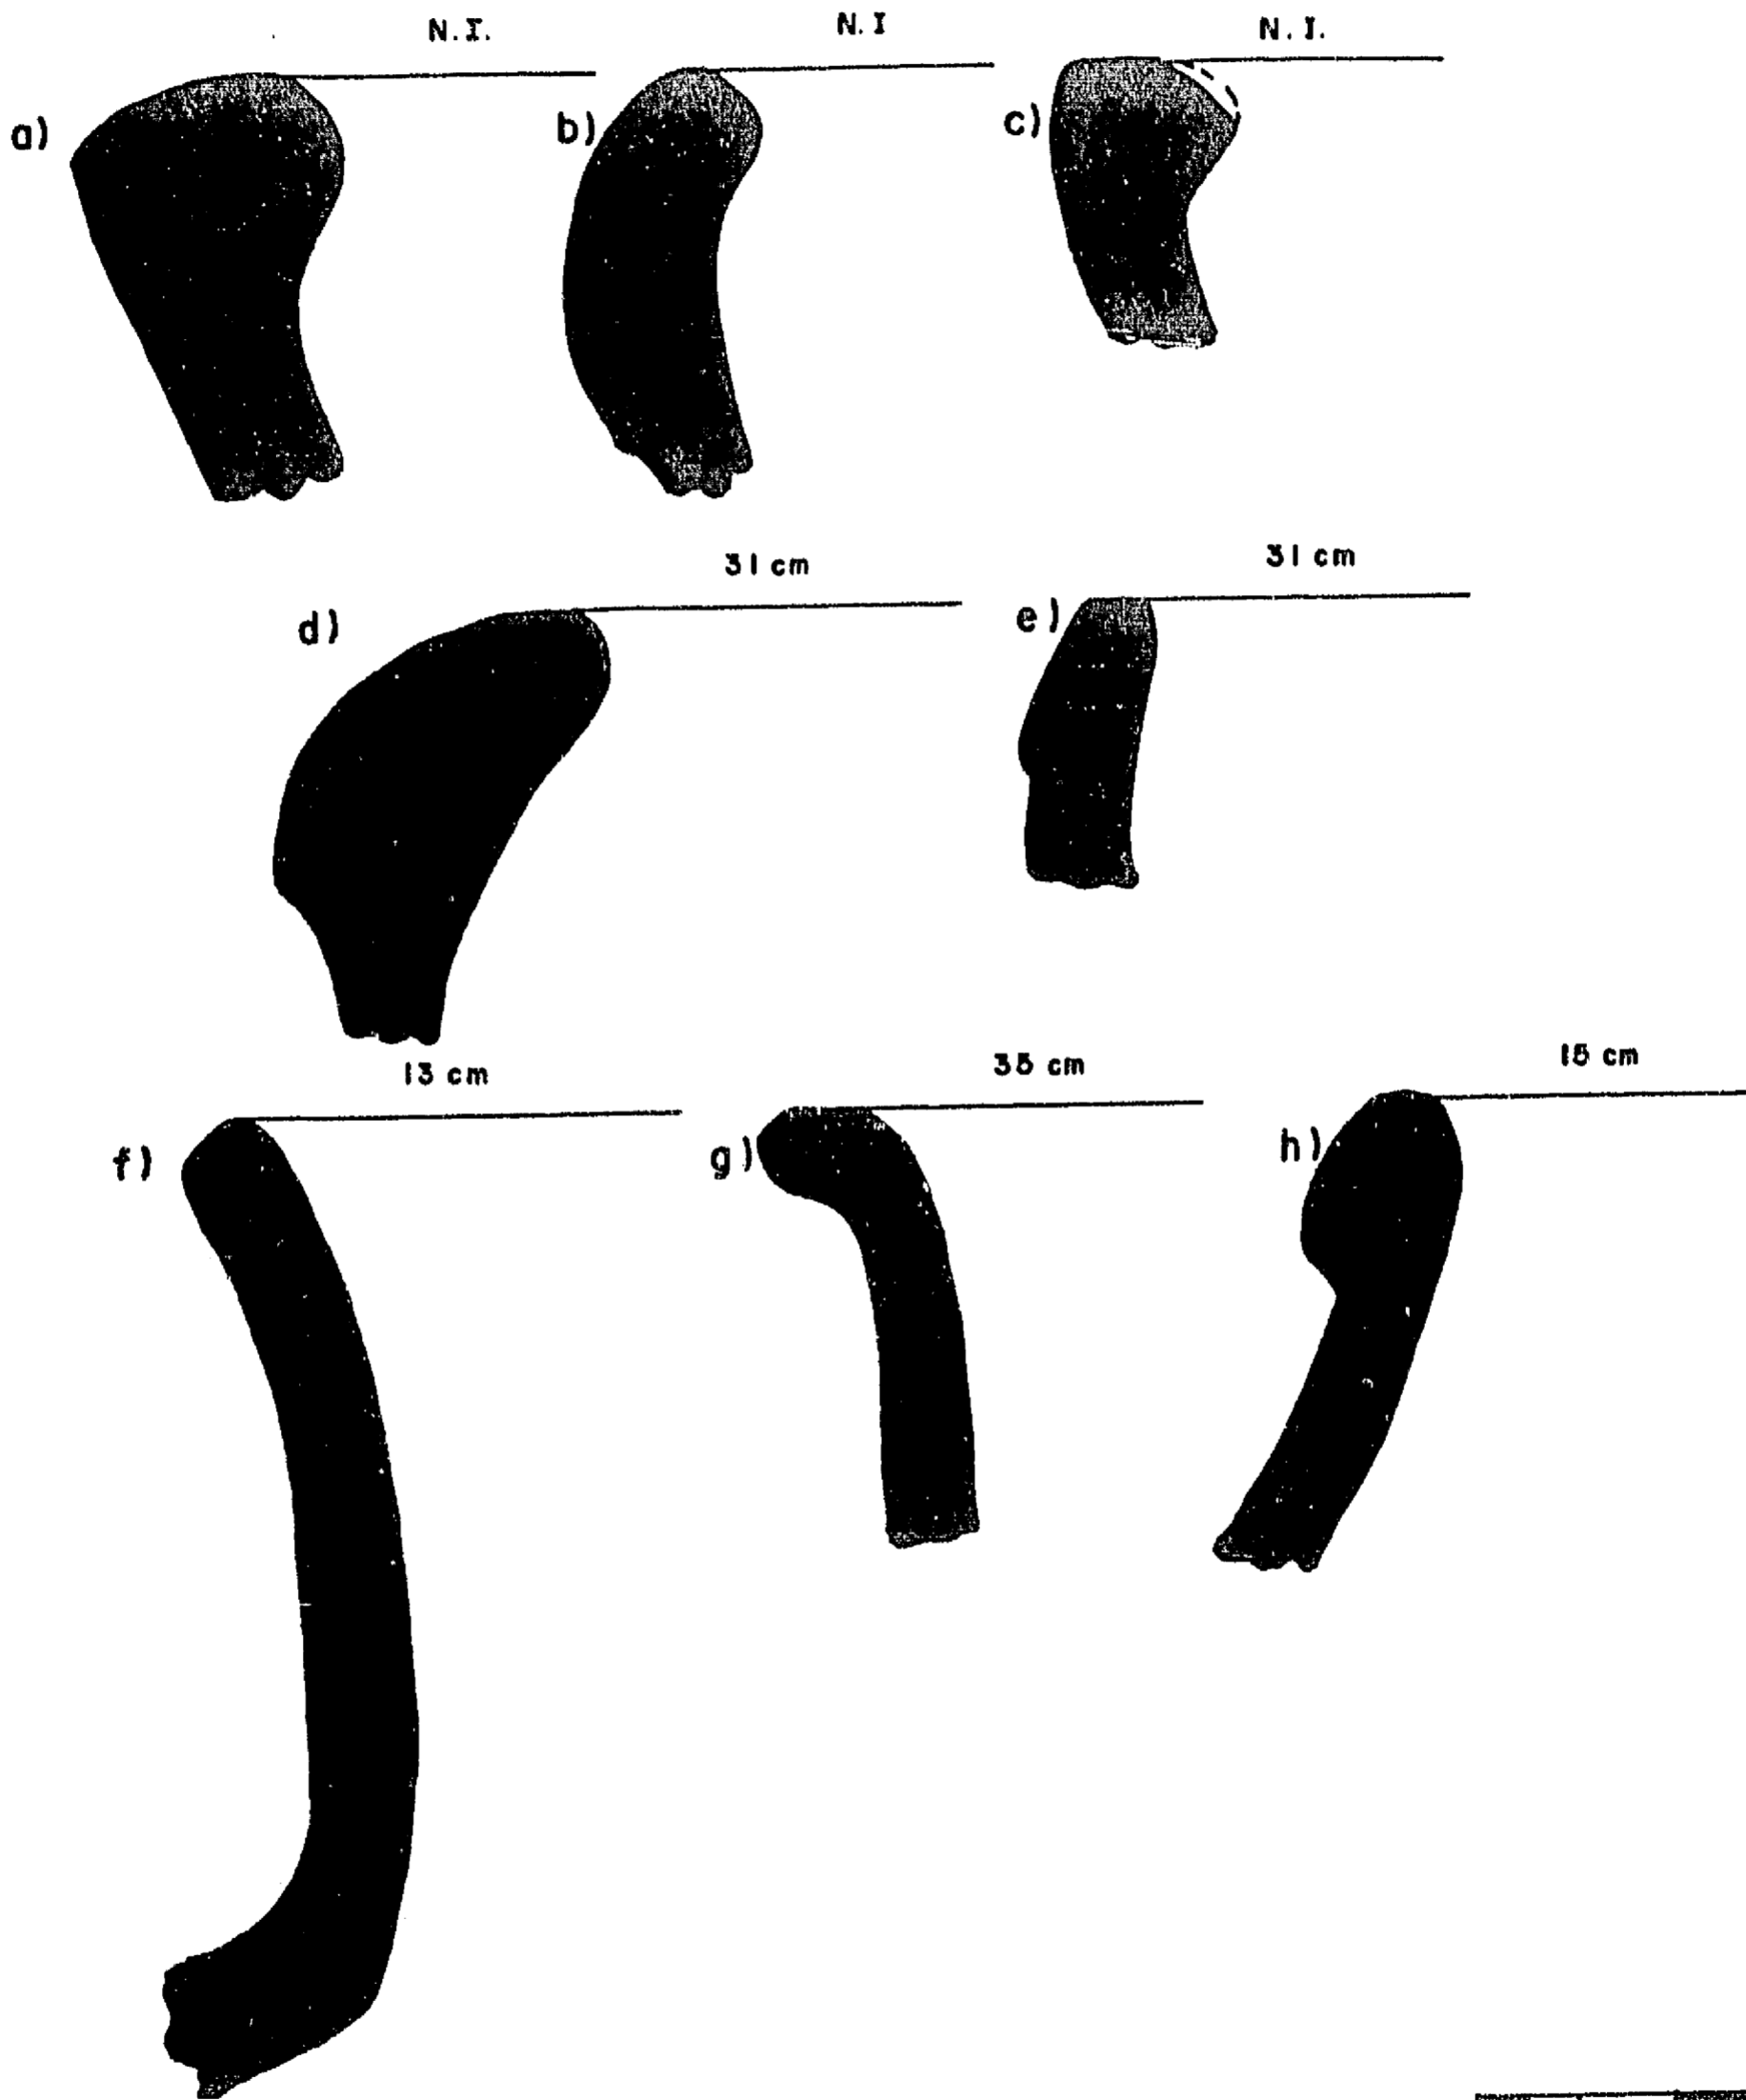 N.I.
N.I
N.I.
a)
b)
c)
31 cm
31 cm
d)
e)
13 cm
35 cm
15 cm
f)
g)
h)